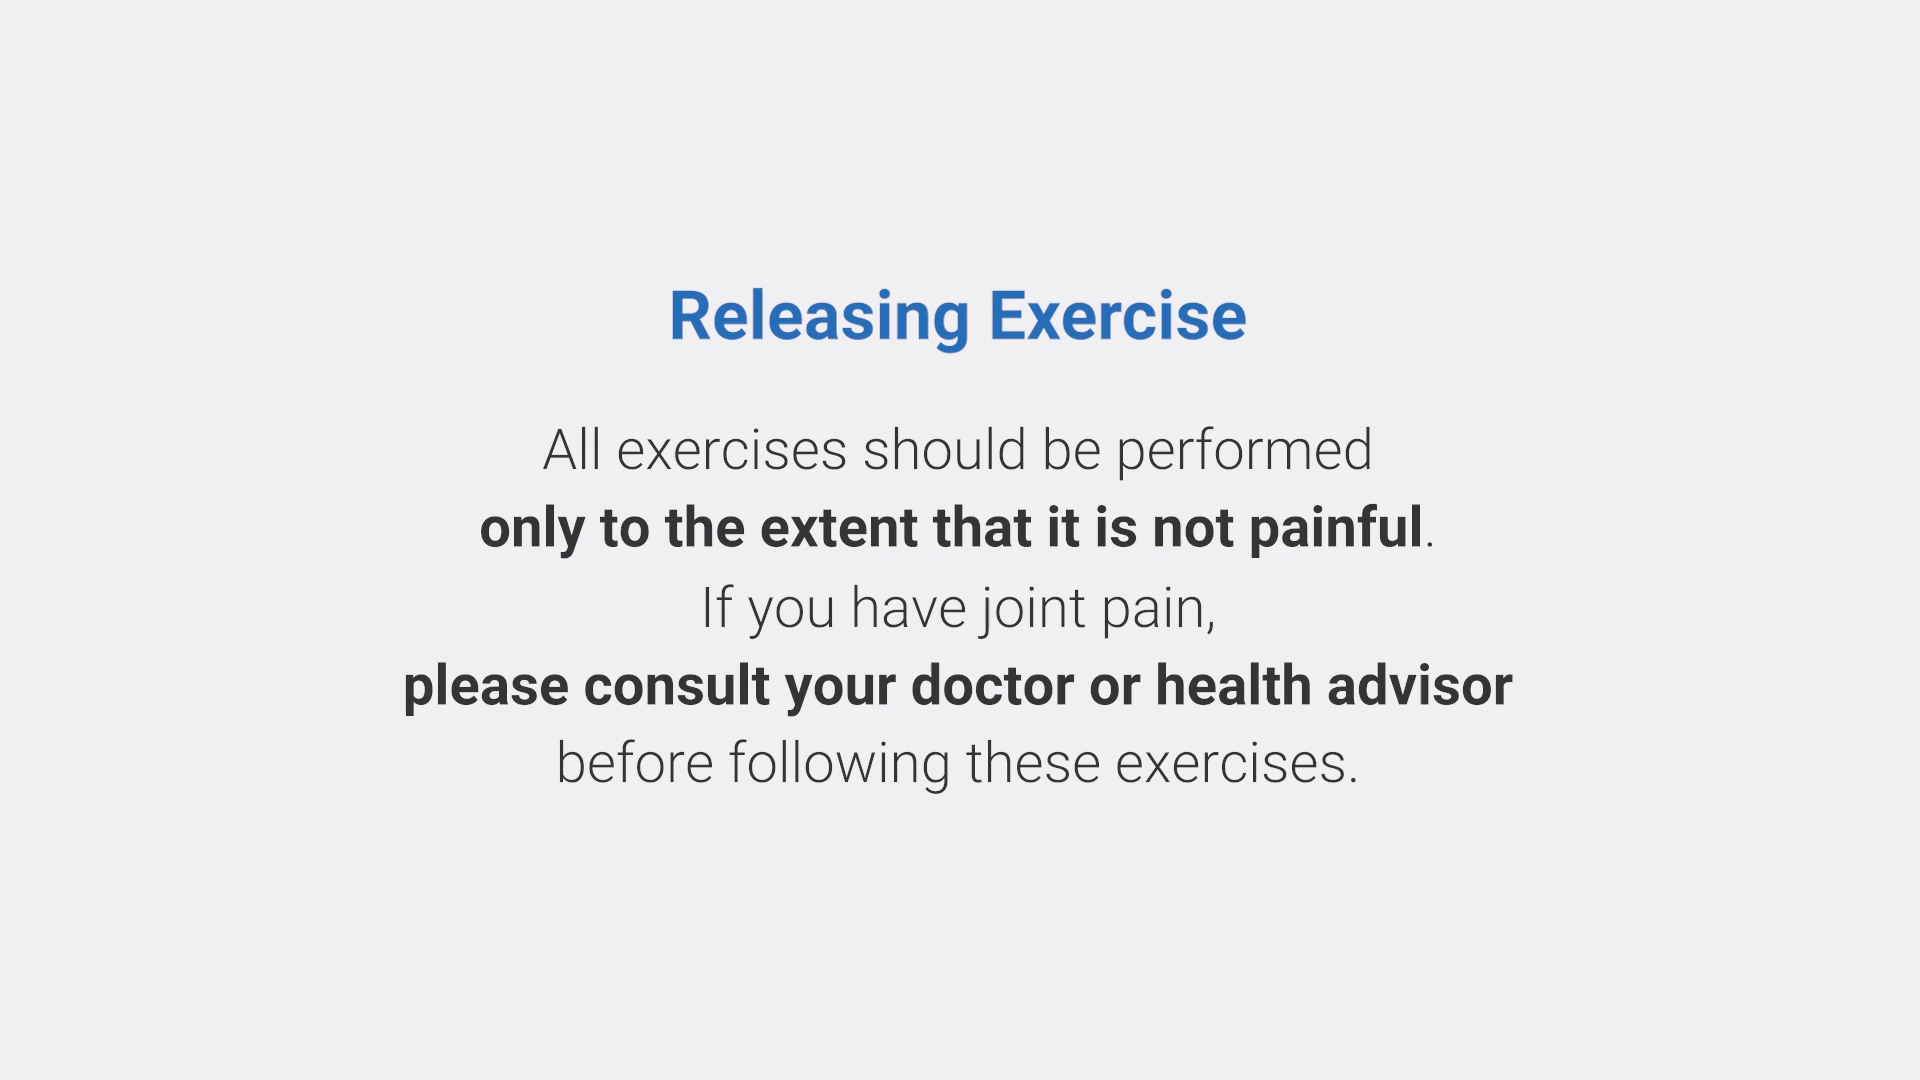 Releasing Exercise
All exercises should be performed
only to the extent that it is not painful.
If you have joint pain,
please consult your doctor or health advisor
before following these exercises.